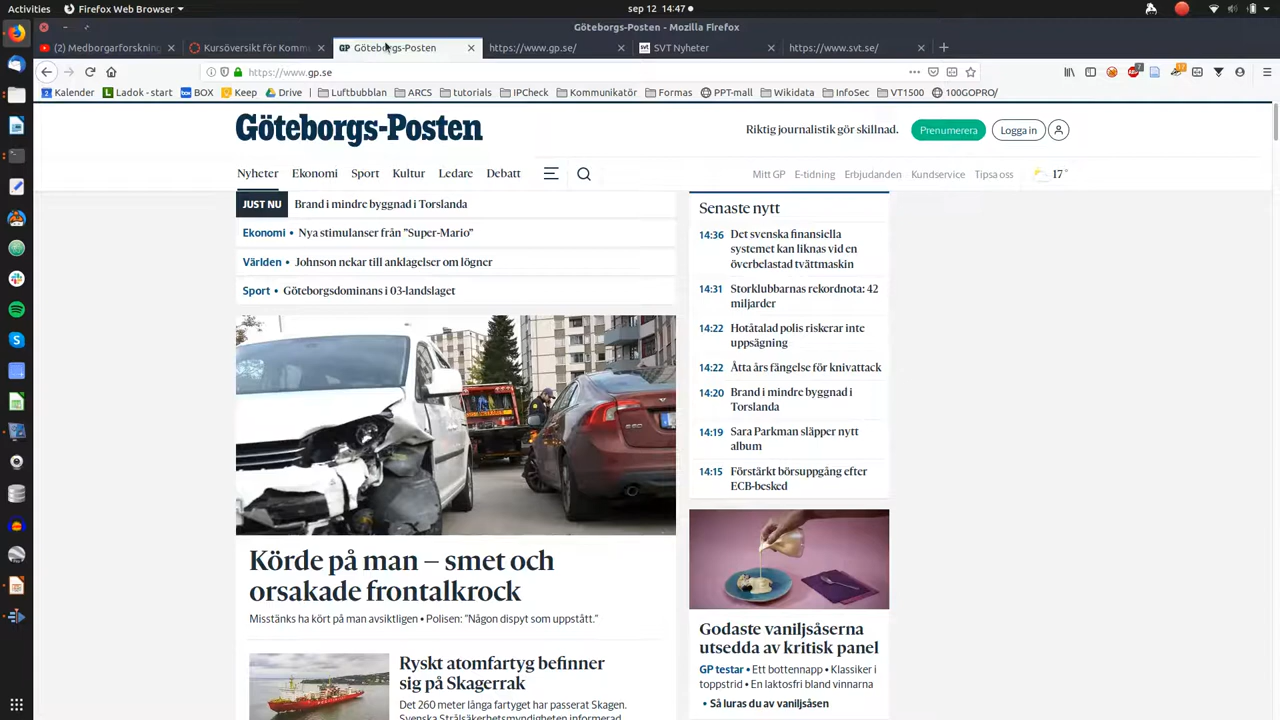 Activities Firefox Web Browser sep 12 14:47
Göteborgs-Posten - Mozilla Firefox
(2) Medborgarforskning Kursöversikt för Kommu GP Göteborgs-Posten https://www.gp.se/ svt SVT Nyheter https://www.svt.se/
https://www.gp.se
Kalender Ladok - start box BOX Keep Drive Luftbubblan ARCS tutorials IPCheck Kommunikatör Formas PPT-mall Wikidata InfoSec VT1500 100GOPRO/
Göteborgs-Posten
Riktig journalistik gör skillnad. Prenumerera Logga in
Nyheter Ekonomi Sport Kultur Ledare Debatt
Mitt GP E-tidning Erbjudanden Kundservice Tipsa oss 17°
JUST NU Brand i mindre byggnad i Torslanda
Ekonomi • Nya stimulanser från ”Super-Mario”
Världen • Johnson nekar till anklagelser om lögner
Sport • Göteborgsdominans i 03-landslaget
Körde på man – smet och
orsakade frontalkrock
Misstänks ha kört på man avsiktligen • Polisen: ”Någon dispyt som uppstått.”
Ryskt atomfartyg befinner
sig på Skagerrak
Det 260 meter långa fartyget har passerat Skagen.
Svenska Strålsäkerhetsmyndigheten informerad
Senaste nytt
14:36 Det svenska finansiella
systemet kan liknas vid en
överbelastad tvättmaskin
14:31 Storklubbarnas rekordnota: 42
miljarder
14:22 Hotåtalad polis riskerar inte
uppsägning
14:22 Åtta års fängelse för knivattack
14:20 Brand i mindre byggnad i
Torslanda
14:19 Sara Parkman släpper nytt
album
14:15 Förstärkt börsuppgång efter
ECB-besked
Godaste vaniljsåserna
utsedda av kritisk panel
GP testar • Ett bottennapp • Klassiker i
toppstrid • En laktosfri bland vinnarna
• Så luras du av vaniljsåsen